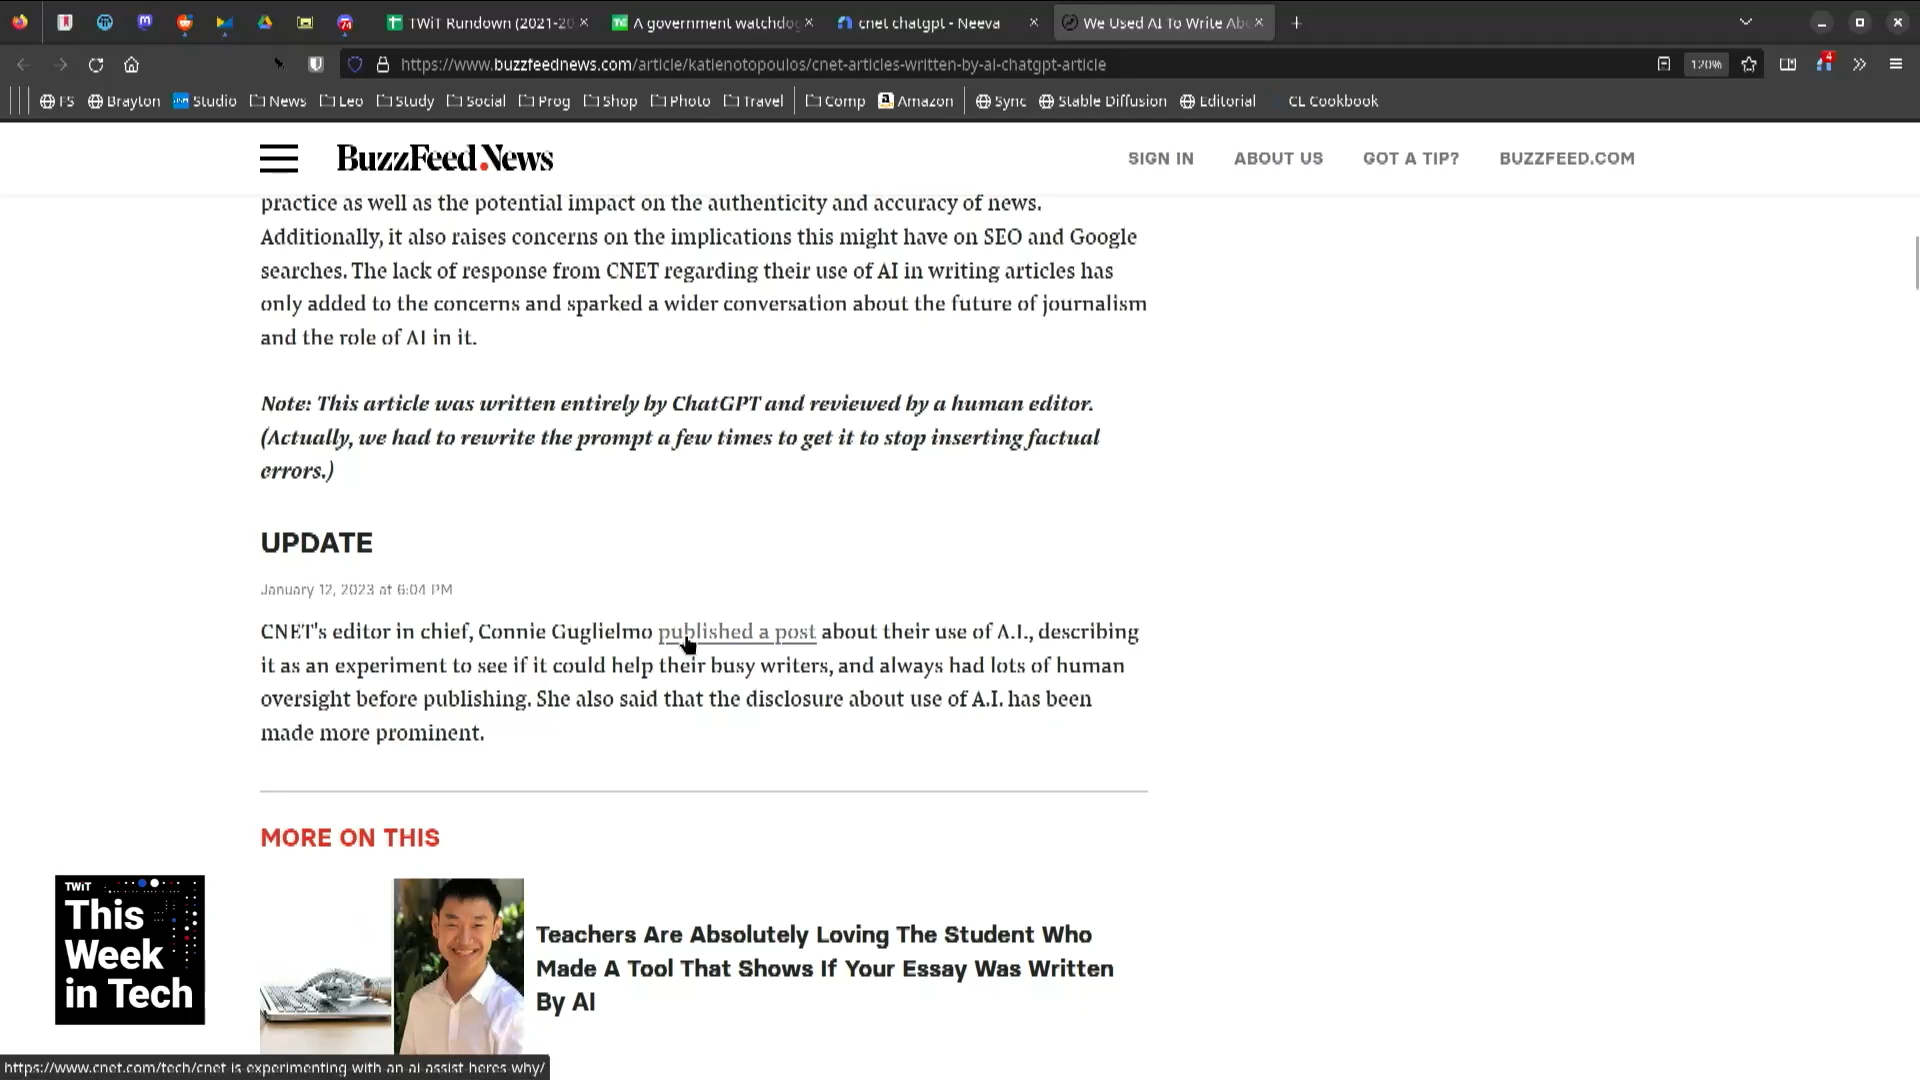 TWiT Rundown (2021-20
A government watchdog
cnet chatgpt - Neeva
We Used AI To Write Abo
https://www.buzzfeednews.com/article/katienotopoulos/cnet-articles-written-by-ai-chatgpt-article
120%
4
FS
Brayton
Studio
News
Leo
Study
Social
Prog
Shop
Photo
Travel
Comp
Amazon
Sync
Stable Diffusion
Editorial
CL Cookbook
BuzzFeed.News
SIGN IN
ABOUT US
GOT A TIP?
BUZZFEED.COM
practice as well as the potential impact on the authenticity and accuracy of news.
Additionally, it also raises concerns on the implications this might have on SEO and Google
searches. The lack of response from CNET regarding their use of AI in writing articles has
only added to the concerns and sparked a wider conversation about the future of journalism
and the role of AI in it.
Note: This article was written entirely by ChatGPT and reviewed by a human editor.
(Actually, we had to rewrite the prompt a few times to get it to stop inserting factual
errors.)
UPDATE
January 12, 2023 at 6:04 PM
CNET's editor in chief, Connie Guglielmo published a post about their use of A.I., describing
it as an experiment to see if it could help their busy writers, and always had lots of human
oversight before publishing. She also said that the disclosure about use of A.I. has been
made more prominent.
MORE ON THIS
Teachers Are Absolutely Loving The Student Who
Made A Tool That Shows If Your Essay Was Written
By AI
TWiT
This
Week
in Tech
https://www.cnet.com/tech/cnet-is-experimenting-with-an-ai-assist-heres-why/